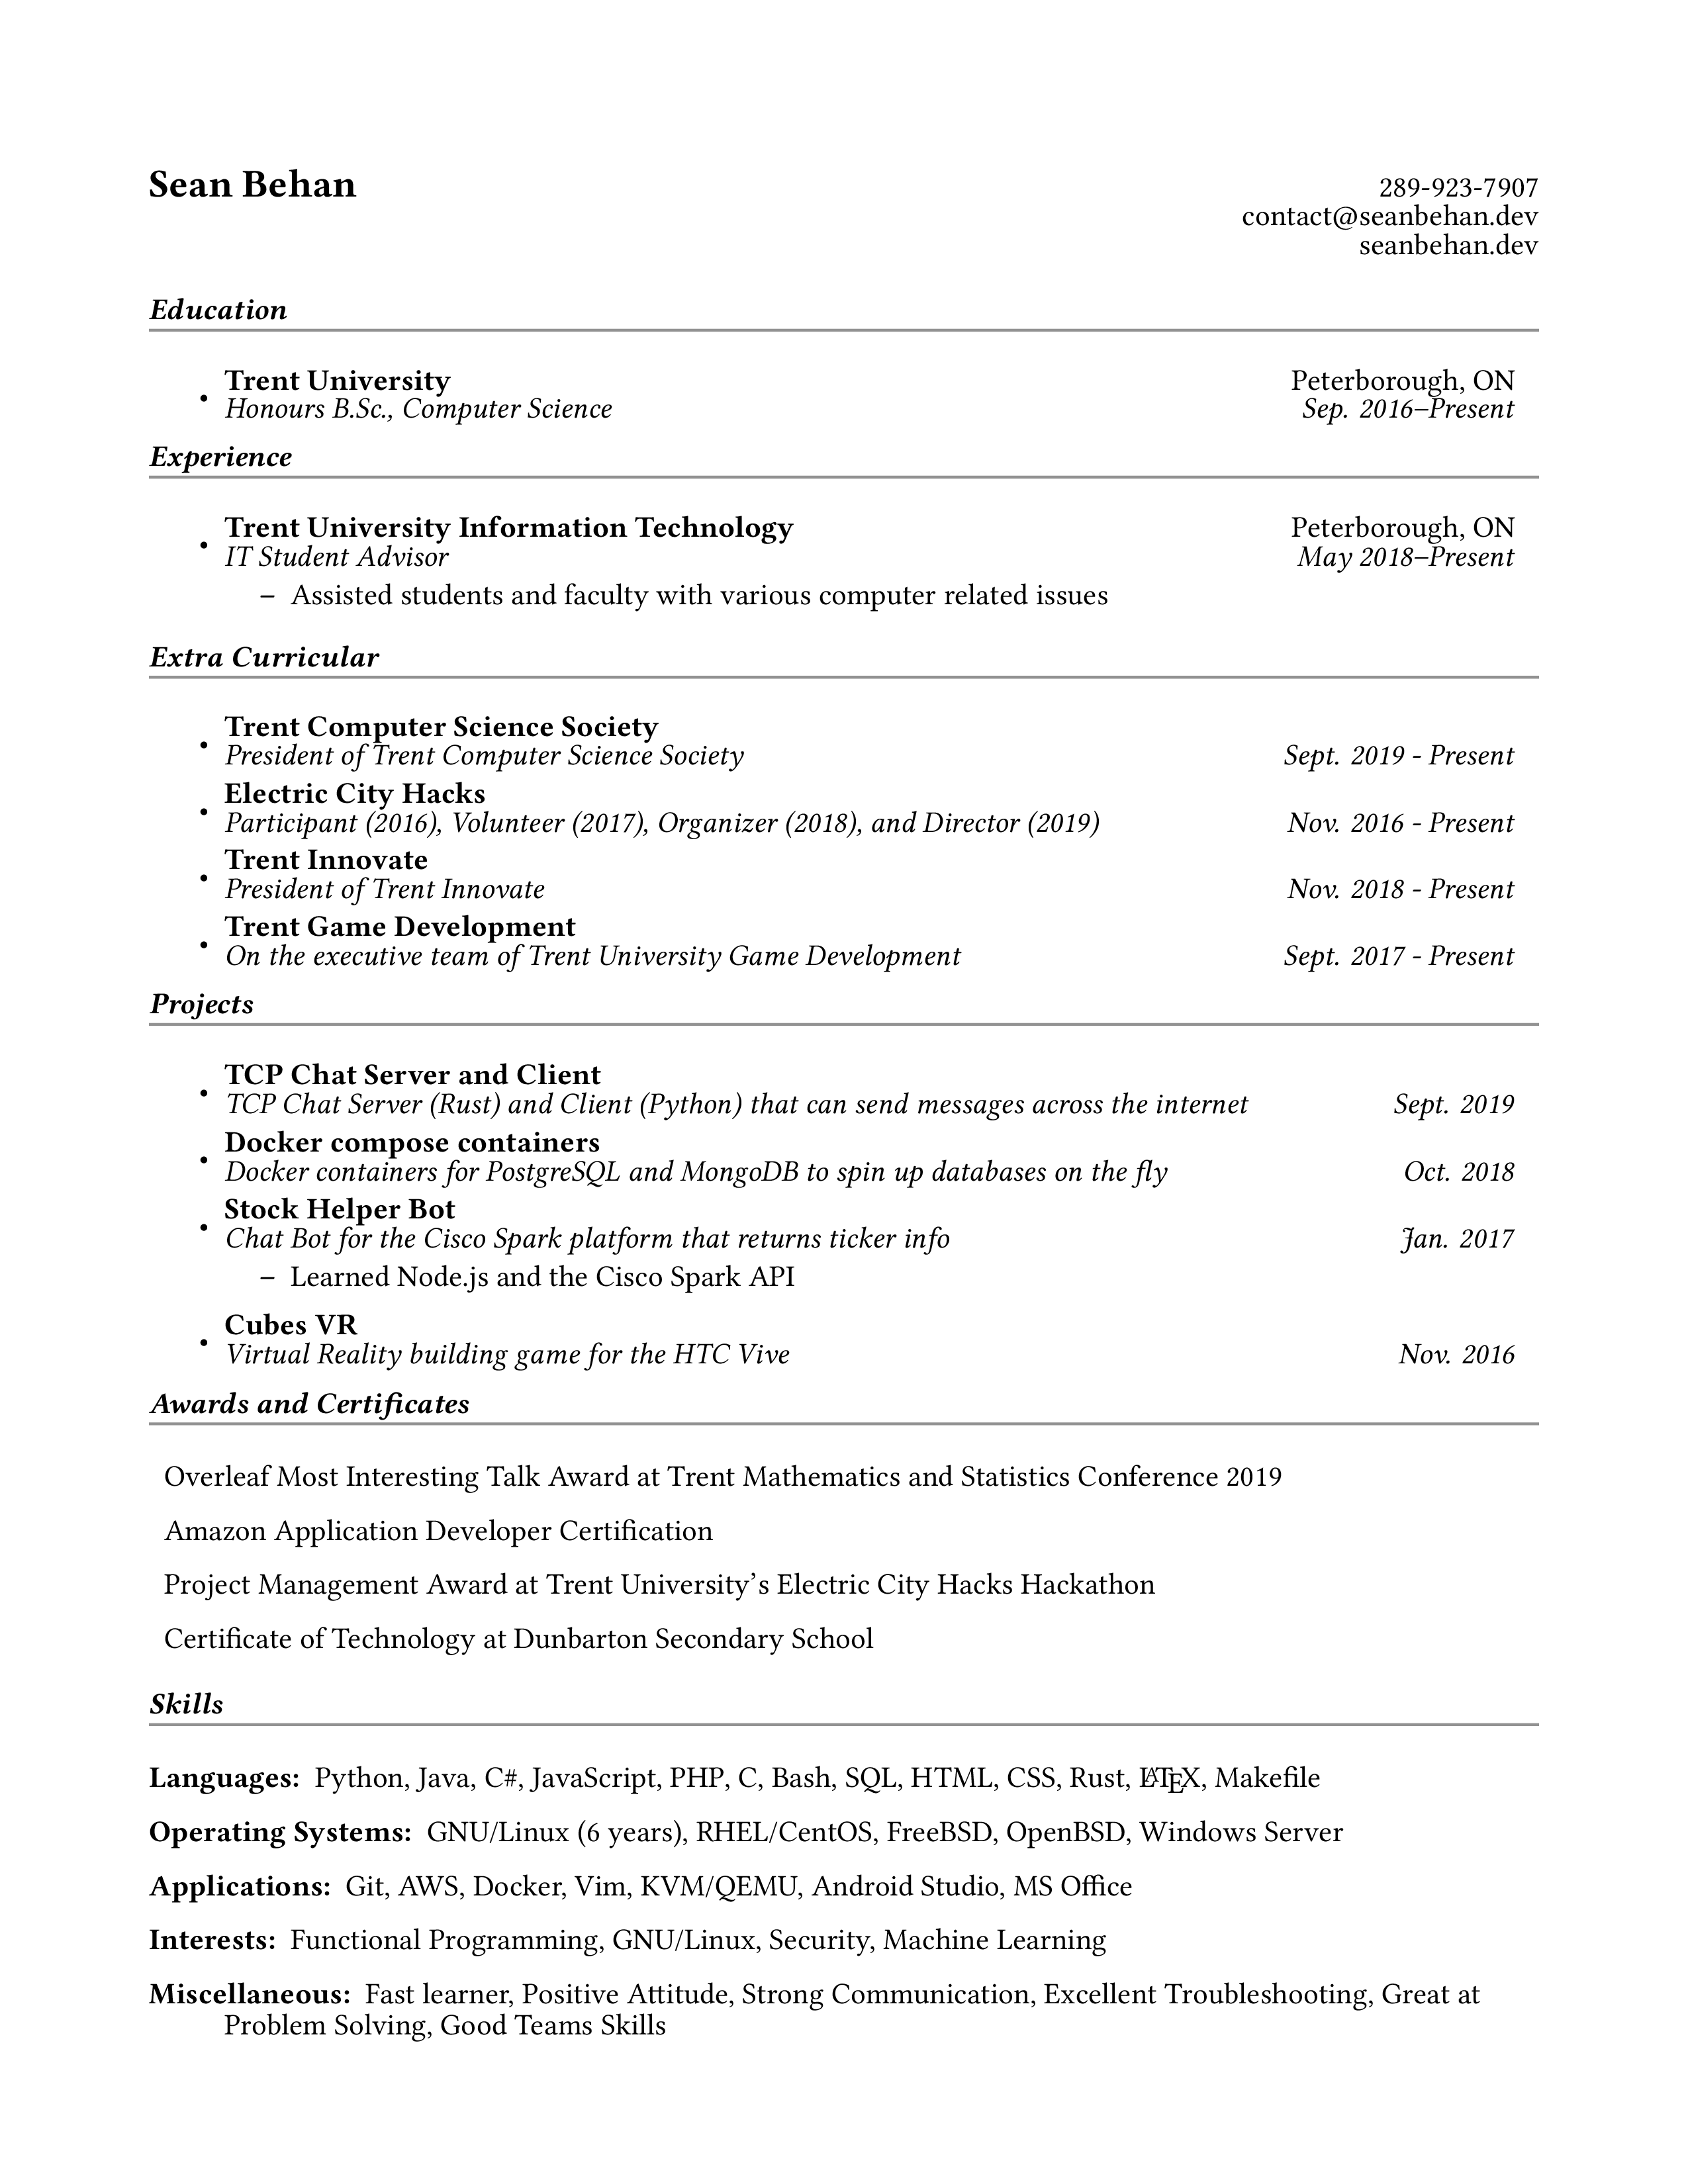 Sean Behan
289-923-7907
contact@seanbehan.dev
seanbehan.dev
Education
• Trent University Peterborough, ON
Honours B.Sc., Computer Science Sep. 2016–Present
Experience
• Trent University Information Technology Peterborough, ON
IT Student Advisor May 2018–Present
– Assisted students and faculty with various computer related issues
Extra Curricular
• Trent Computer Science Society
President of Trent Computer Science Society Sept. 2019 - Present
• Electric City Hacks
Participant (2016), Volunteer (2017), Organizer (2018), and Director (2019) Nov. 2016 - Present
• Trent Innovate
President of Trent Innovate Nov. 2018 - Present
• Trent Game Development
On the executive team of Trent University Game Development Sept. 2017 - Present
Projects
• TCP Chat Server and Client
TCP Chat Server (Rust) and Client (Python) that can send messages across the internet Sept. 2019
• Docker compose containers
Docker containers for PostgreSQL and MongoDB to spin up databases on the fly Oct. 2018
• Stock Helper Bot
Chat Bot for the Cisco Spark platform that returns ticker info Jan. 2017
– Learned Node.js and the Cisco Spark API
• Cubes VR
Virtual Reality building game for the HTC Vive Nov. 2016
Awards and Certificates
Overleaf Most Interesting Talk Award at Trent Mathematics and Statistics Conference 2019
Amazon Application Developer Certification
Project Management Award at Trent University’s Electric City Hacks Hackathon
Certificate of Technology at Dunbarton Secondary School
Skills
Languages: Python, Java, C#, JavaScript, PHP, C, Bash, SQL, HTML, CSS, Rust, LATEX, Makefile
Operating Systems: GNU/Linux (6 years), RHEL/CentOS, FreeBSD, OpenBSD, Windows Server
Applications: Git, AWS, Docker, Vim, KVM/QEMU, Android Studio, MS Office
Interests: Functional Programming, GNU/Linux, Security, Machine Learning
Miscellaneous: Fast learner, Positive Attitude, Strong Communication, Excellent Troubleshooting, Great at
Problem Solving, Good Teams Skills